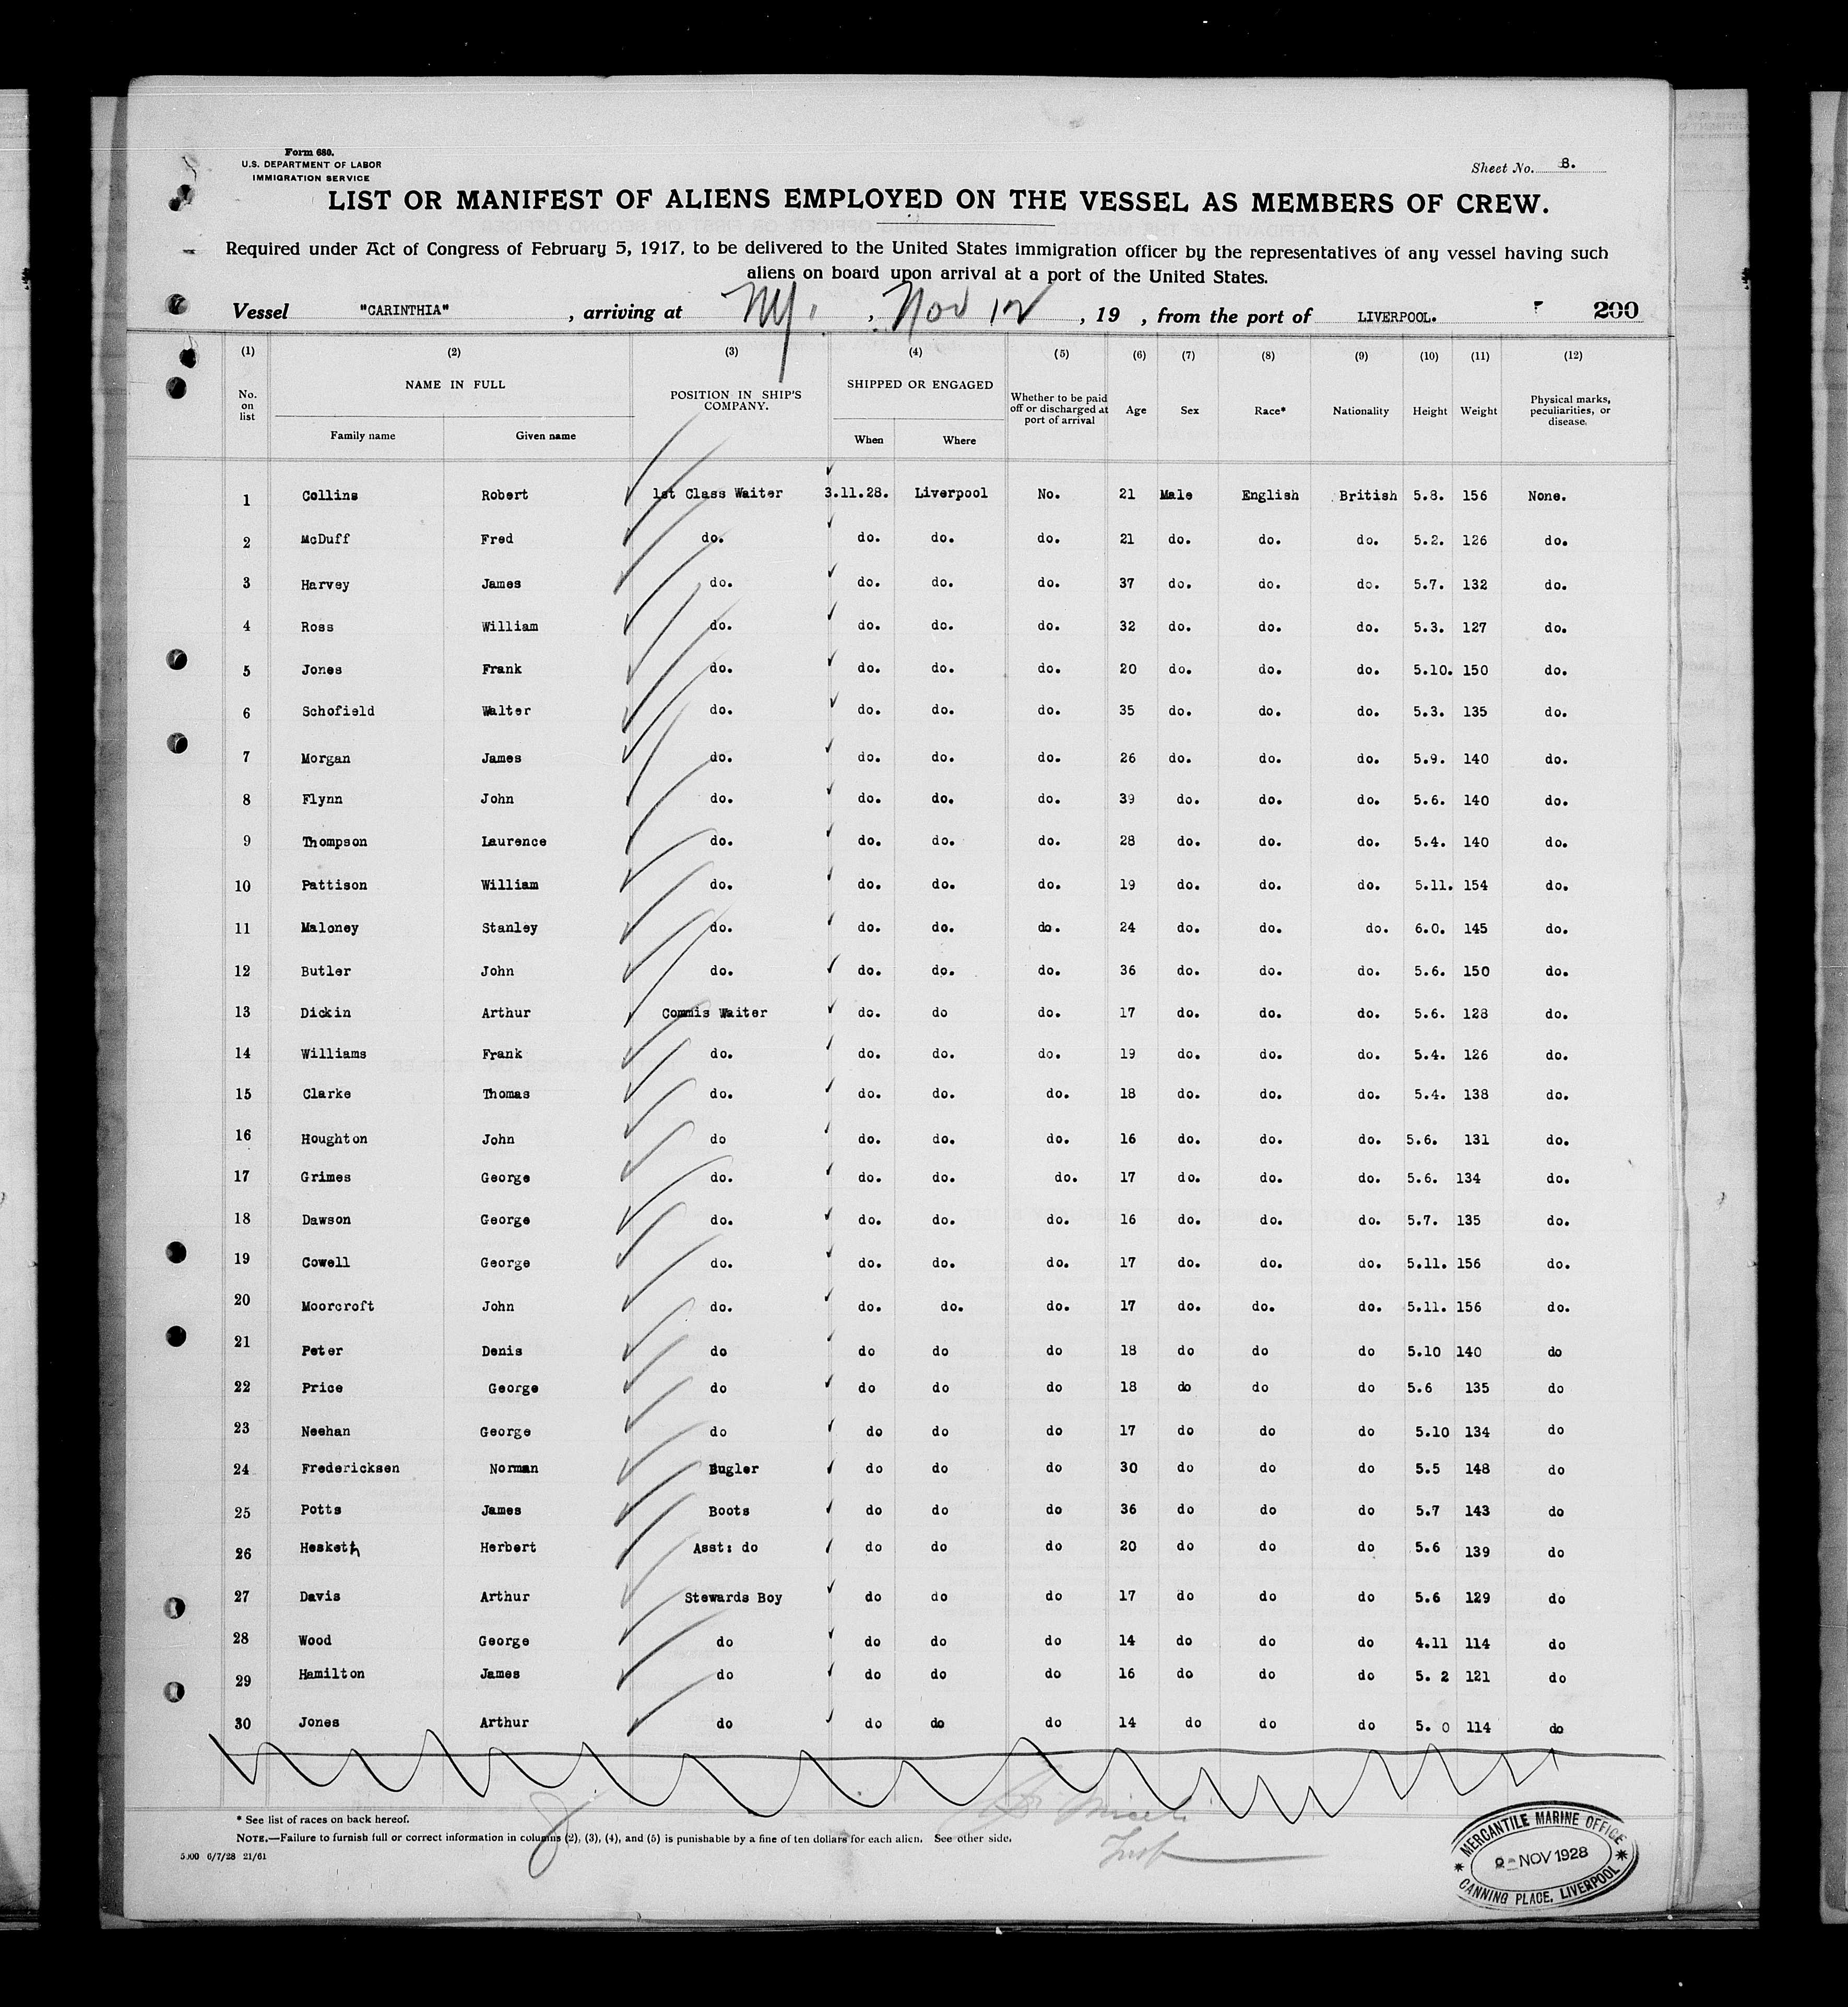 Form 680.
U.S. DEPARTMENT OF LABOR
IMMIGRATION SERVICE
Sheet No. 8.
LIST OR MANIFEST OF ALIENS EMPLOYED ON THE VESSEL AS MEMBERS OF CREW.
Required under Act of Congress of February 5, 1917, to be delivered to the United States immigration officer by the representatives of any vessel having such
aliens on board upon arrival at a port of the United States.
Vessel "CARINTHIA" , arriving at NY. , Nov 12 , 19 , from the port of LIVERPOOL. 200
(1) (2) (3) (4) (5) (6) (7) (8) (9) (10) (11) (12)
No. on list NAME IN FULL Family name Given name POSITION IN SHIP'S COMPANY. SHIPPED OR ENGAGED When Where Whether to be paid off or discharged at port of arrival Age Sex Race* Nationality Height Weight Physical marks, peculiarities, or disease.
1 Collins Robert 1st Class Waiter 3.11.28. Liverpool No. 21 Male English British 5.8. 156 None.
2 McDuff Fred do. do. do. do. 21 do. do. do. 5.2. 126 do.
3 Harvey James do. do. do. do. 37 do. do. do. 5.7. 132 do.
4 Ross William do. do. do. do. 32 do. do. do. 5.3. 127 do.
5 Jones Frank do. do. do. do. 20 do. do. do. 5.10. 150 do.
6 Schofield Walter do. do. do. do. 35 do. do. do. 5.3. 135 do.
7 Morgan James do. do. do. do. 26 do. do. do. 5.9. 140 do.
8 Flynn John do. do. do. do. 39 do. do. do. 5.6. 140 do.
9 Thompson Laurence do. do. do. do. 28 do. do. do. 5.4. 140 do.
10 Pattison William do. do. do. do. 19 do. do. do. 5.11. 154 do.
11 Maloney Stanley do. do. do. do. 24 do. do. do. 6.0. 145 do.
12 Butler John do. do. do. do. 36 do. do. do. 5.6. 150 do.
13 Dickin Arthur Commis Waiter do. do do. 17 do. do. do. 5.6. 128 do.
14 Williams Frank do. do. do. do. 19 do. do. do. 5.4. 126 do.
15 Clarke Thomas do. do. do. do. 18 do. do. do. 5.4. 138 do.
16 Houghton John do do. do. do. 16 do. do. do. 5.6. 131 do.
17 Grimes George do. do. do. do. 17 do. do. do. 5.6. 134 do.
18 Dawson George do. do. do. do. 16 do. do. do. 5.7. 135 do.
19 Cowell George do. do. do. do. 17 do. do. do. 5.11. 156 do.
20 Moorcroft John do. do. do. do. 17 do. do. do. 5.11. 156 do.
21 Peter Denis do do do do 18 do do do 5.10 140 do
22 Price George do do do do 18 do do do 5.6 135 do
23 Neehan George do do do do 17 do do do 5.10 134 do
24 Fredericksen Norman Bugler do do do 30 do do do 5.5 148 do
25 Potts James Boots do do do 36 do do do 5.7 143 do
26 Hesketh Herbert Asst: do do do do 20 do do do 5.6 139 do
27 Davis Arthur Stewards Boy do do do 17 do do do 5.6 129 do
28 Wood George do do do do 14 do do do 4.11 114 do
29 Hamilton James do do do do 16 do do do 5. 2 121 do
30 Jones Arthur do do do do 14 do do do 5. 0 114 do
* See list of races on back hereof.
NOTE.—Failure to furnish full or correct information in columns (2), (3), (4), and (5) is punishable by a fine of ten dollars for each alien. See other side.
6/7/28 21/61
MERCANTILE MARINE OFFICE
NOV 1928
CANNING PLACE, LIVERPOOL